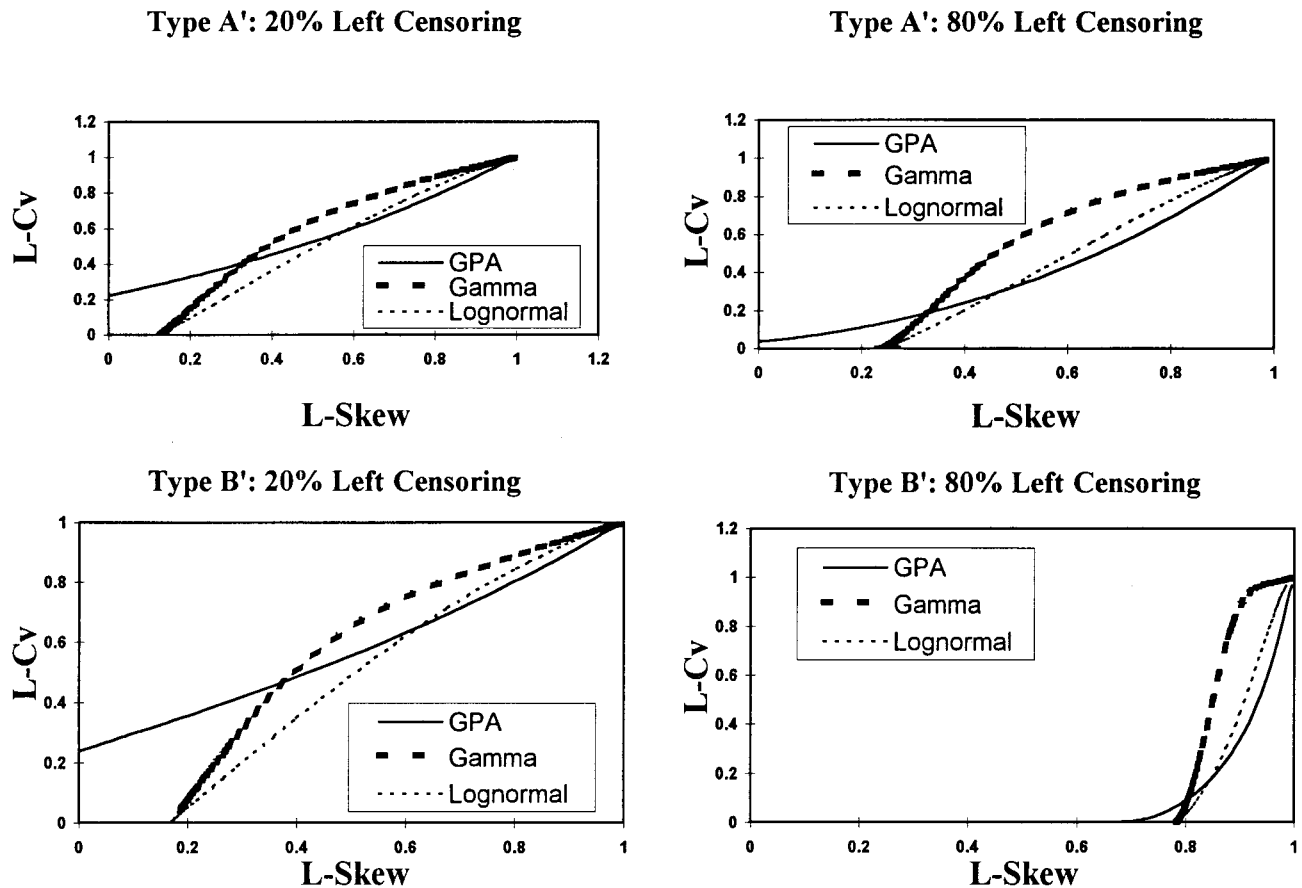 Type A': 20% Left Censoring
1.2
1
0.8
0.6
0.4
0.2
0
L-Cv
GPA
Gamma
Lognormal
0 0.2 0.4 0.6 0.8 1 1.2
L-Skew
Type A': 80% Left Censoring
1.2
1
0.8
0.6
0.4
0.2
0
L-Cv
GPA
Gamma
Lognormal
0 0.2 0.4 0.6 0.8 1
L-Skew
Type B': 20% Left Censoring
1
0.8
0.6
0.4
0.2
0
L-Cv
GPA
Gamma
Lognormal
0 0.2 0.4 0.6 0.8 1
L-Skew
Type B': 80% Left Censoring
1.2
1
0.8
0.6
0.4
0.2
0
L-Cv
GPA
Gamma
Lognormal
0 0.2 0.4 0.6 0.8 1
L-Skew